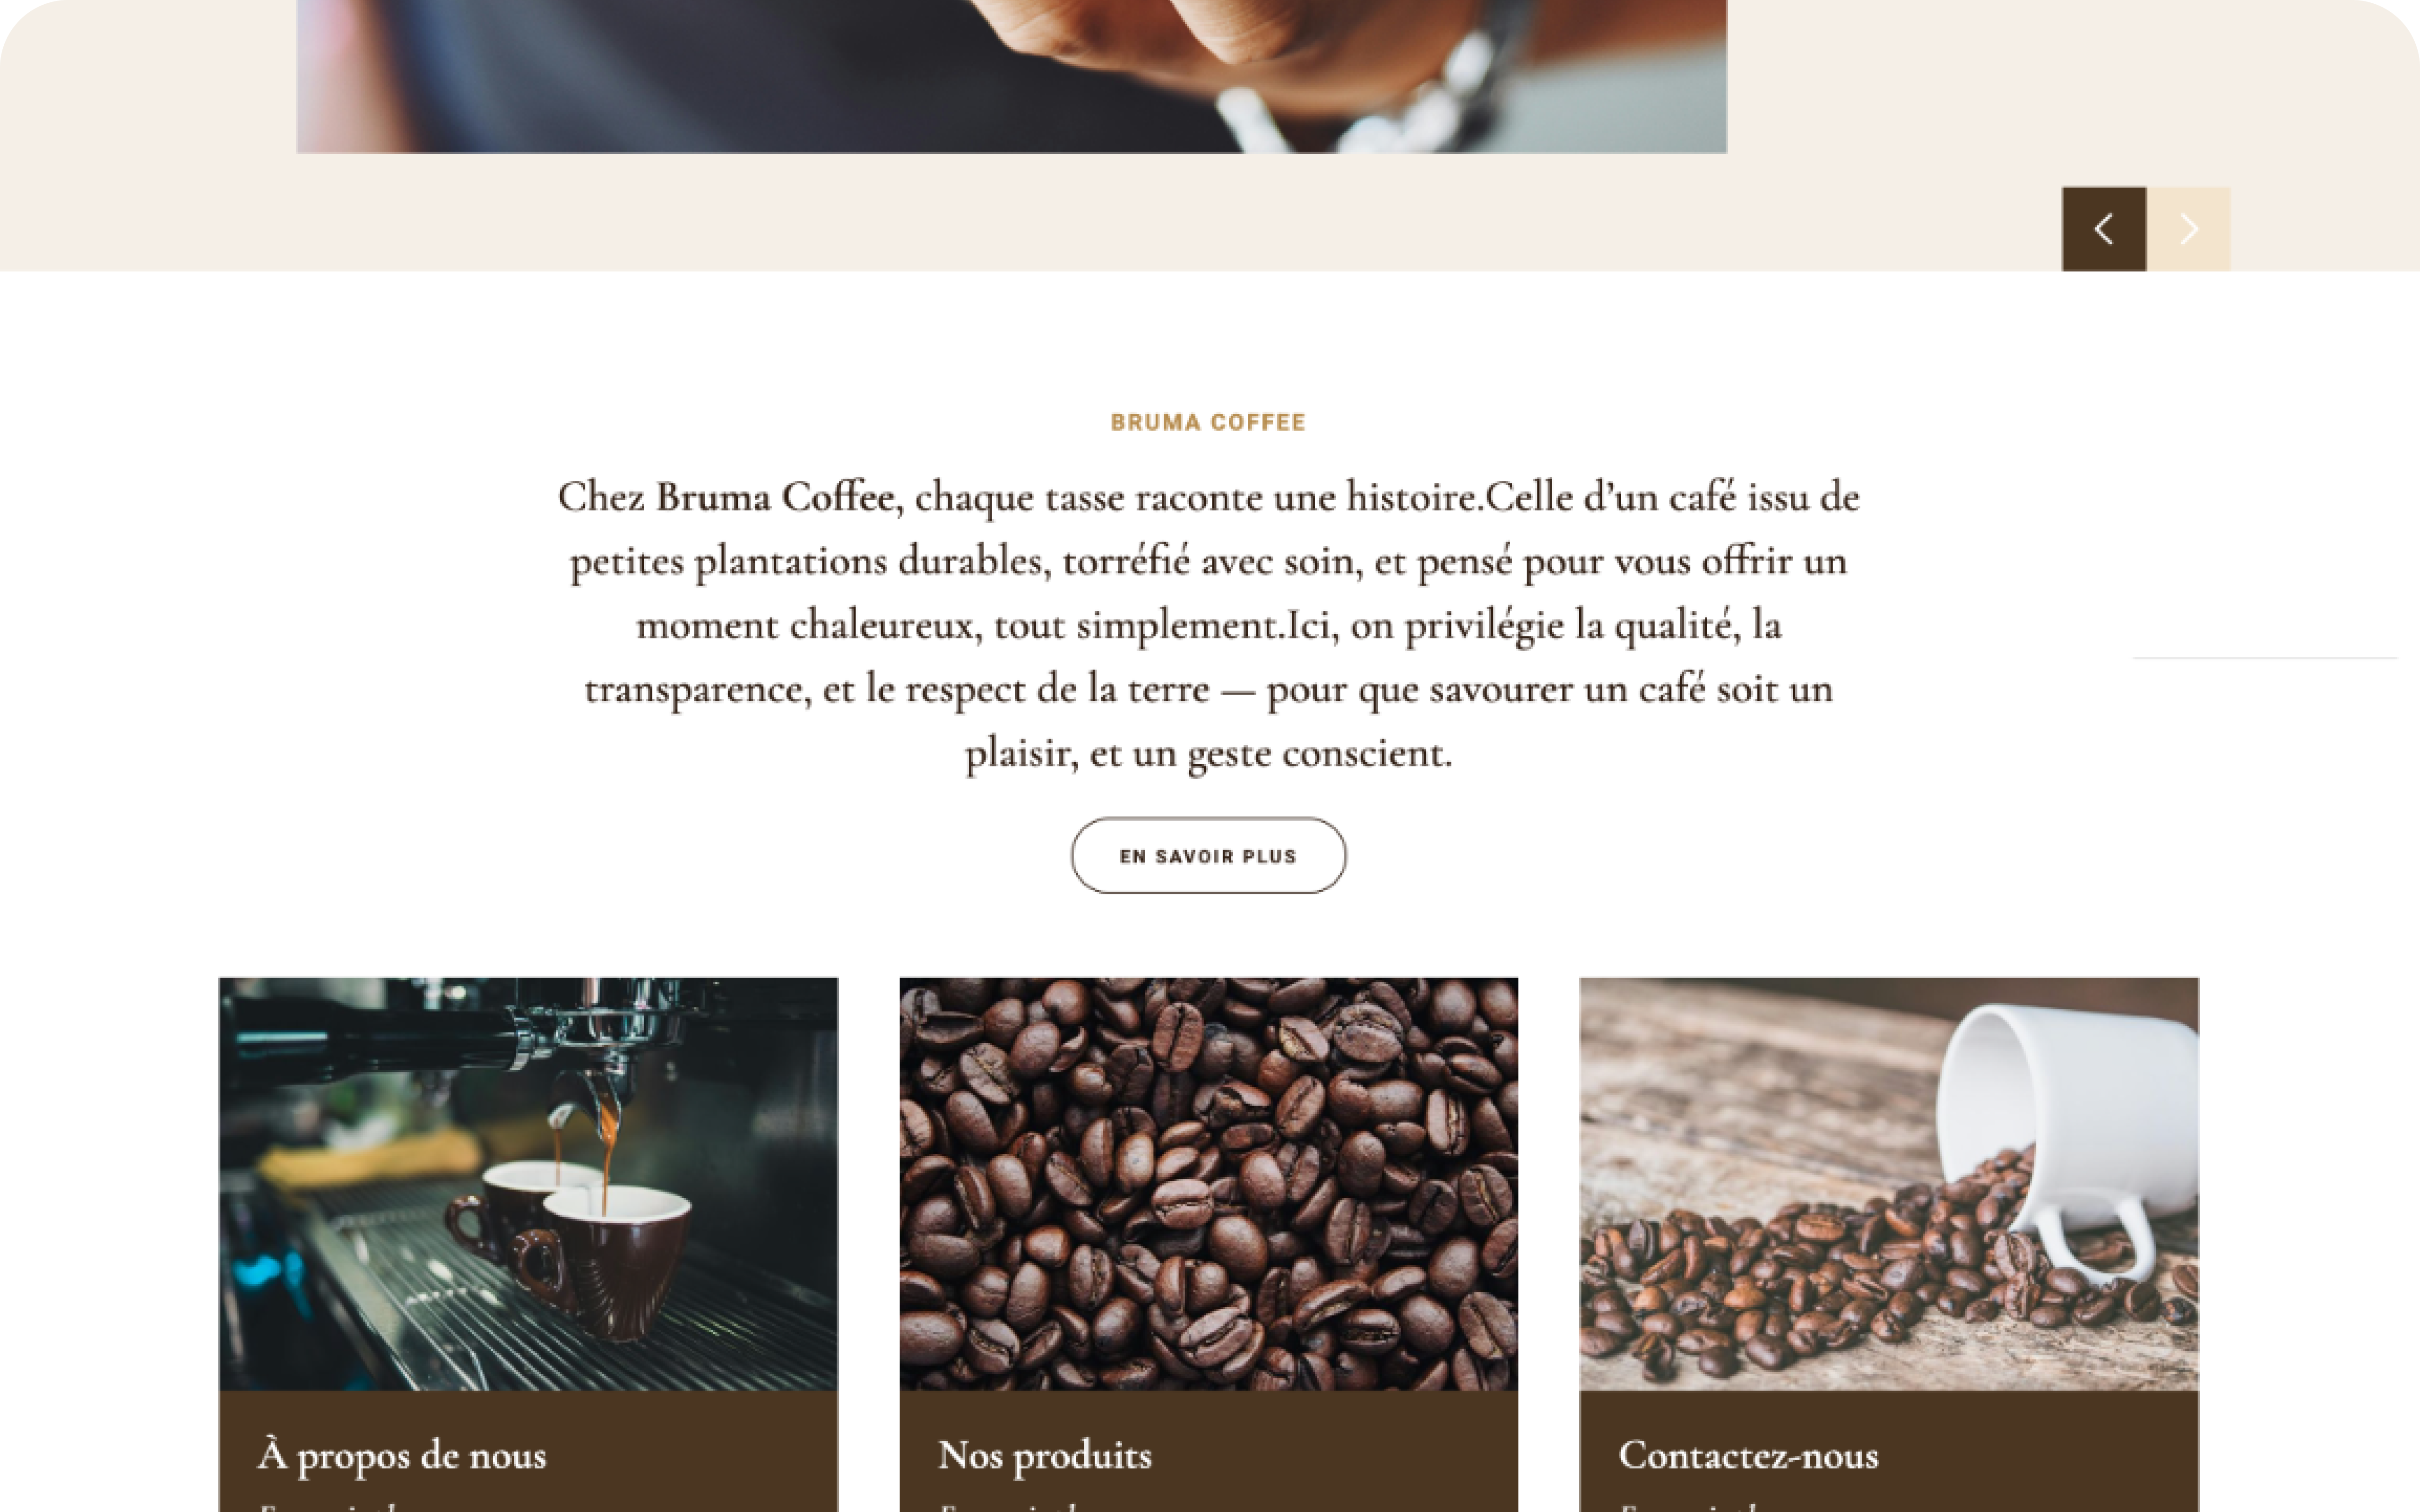 BRUMA COFFEE
Chez Bruma Coffee, chaque tasse raconte une histoire.Celle d’un café issu de
petites plantations durables, torréfié avec soin, et pensé pour vous offrir un
moment chaleureux, tout simplement.Ici, on privilégie la qualité, la
transparence, et le respect de la terre — pour que savourer un café soit un
plaisir, et un geste conscient.
EN SAVOIR PLUS
À propos de nous
Nos produits
Contactez-nous